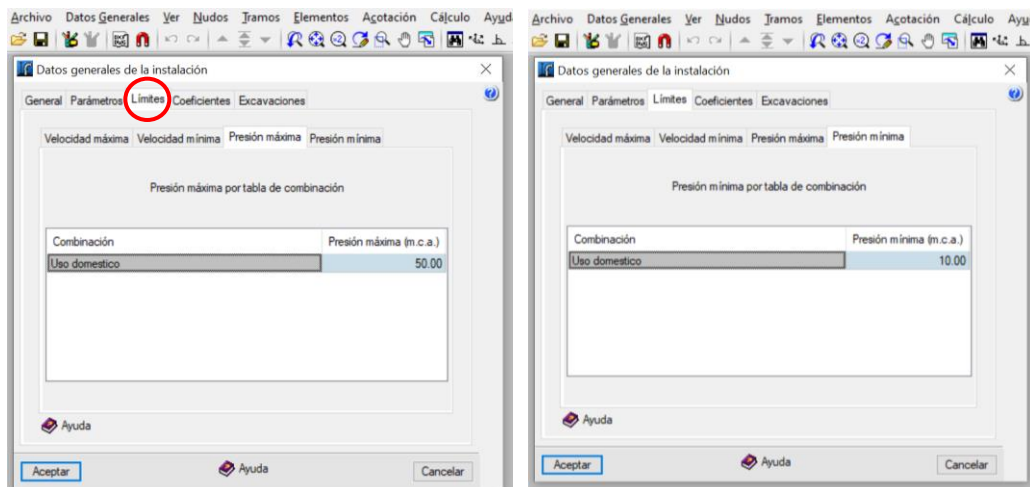 Archivo Datos Generales Ver Nudos Tramos Elementos Acotación Cálculo Ayud
Datos generales de la instalación
General Parámetros Límites Coeficientes Excavaciones
Velocidad máxima Velocidad mínima Presión máxima Presión mínima
Presión máxima por tabla de combinación
Combinación Presión máxima (m.c.a.)
Uso domestico 50.00
Ayuda
Aceptar Ayuda Cancelar
Archivo Datos Generales Ver Nudos Tramos Elementos Acotación Cálculo Ayu
Datos generales de la instalación
General Parámetros Límites Coeficientes Excavaciones
Velocidad máxima Velocidad mínima Presión máxima Presión mínima
Presión mínima por tabla de combinación
Combinación Presión mínima (m.c.a.)
Uso domestico 10.00
Ayuda
Aceptar Ayuda Cancelar